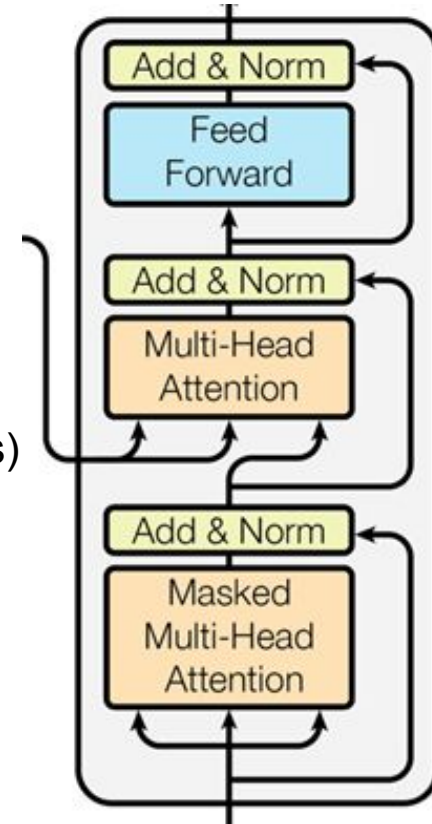 Add & Norm
Feed
Forward
Add & Norm
Multi-Head
Attention
s)
Add & Norm
Masked
Multi-Head
Attention